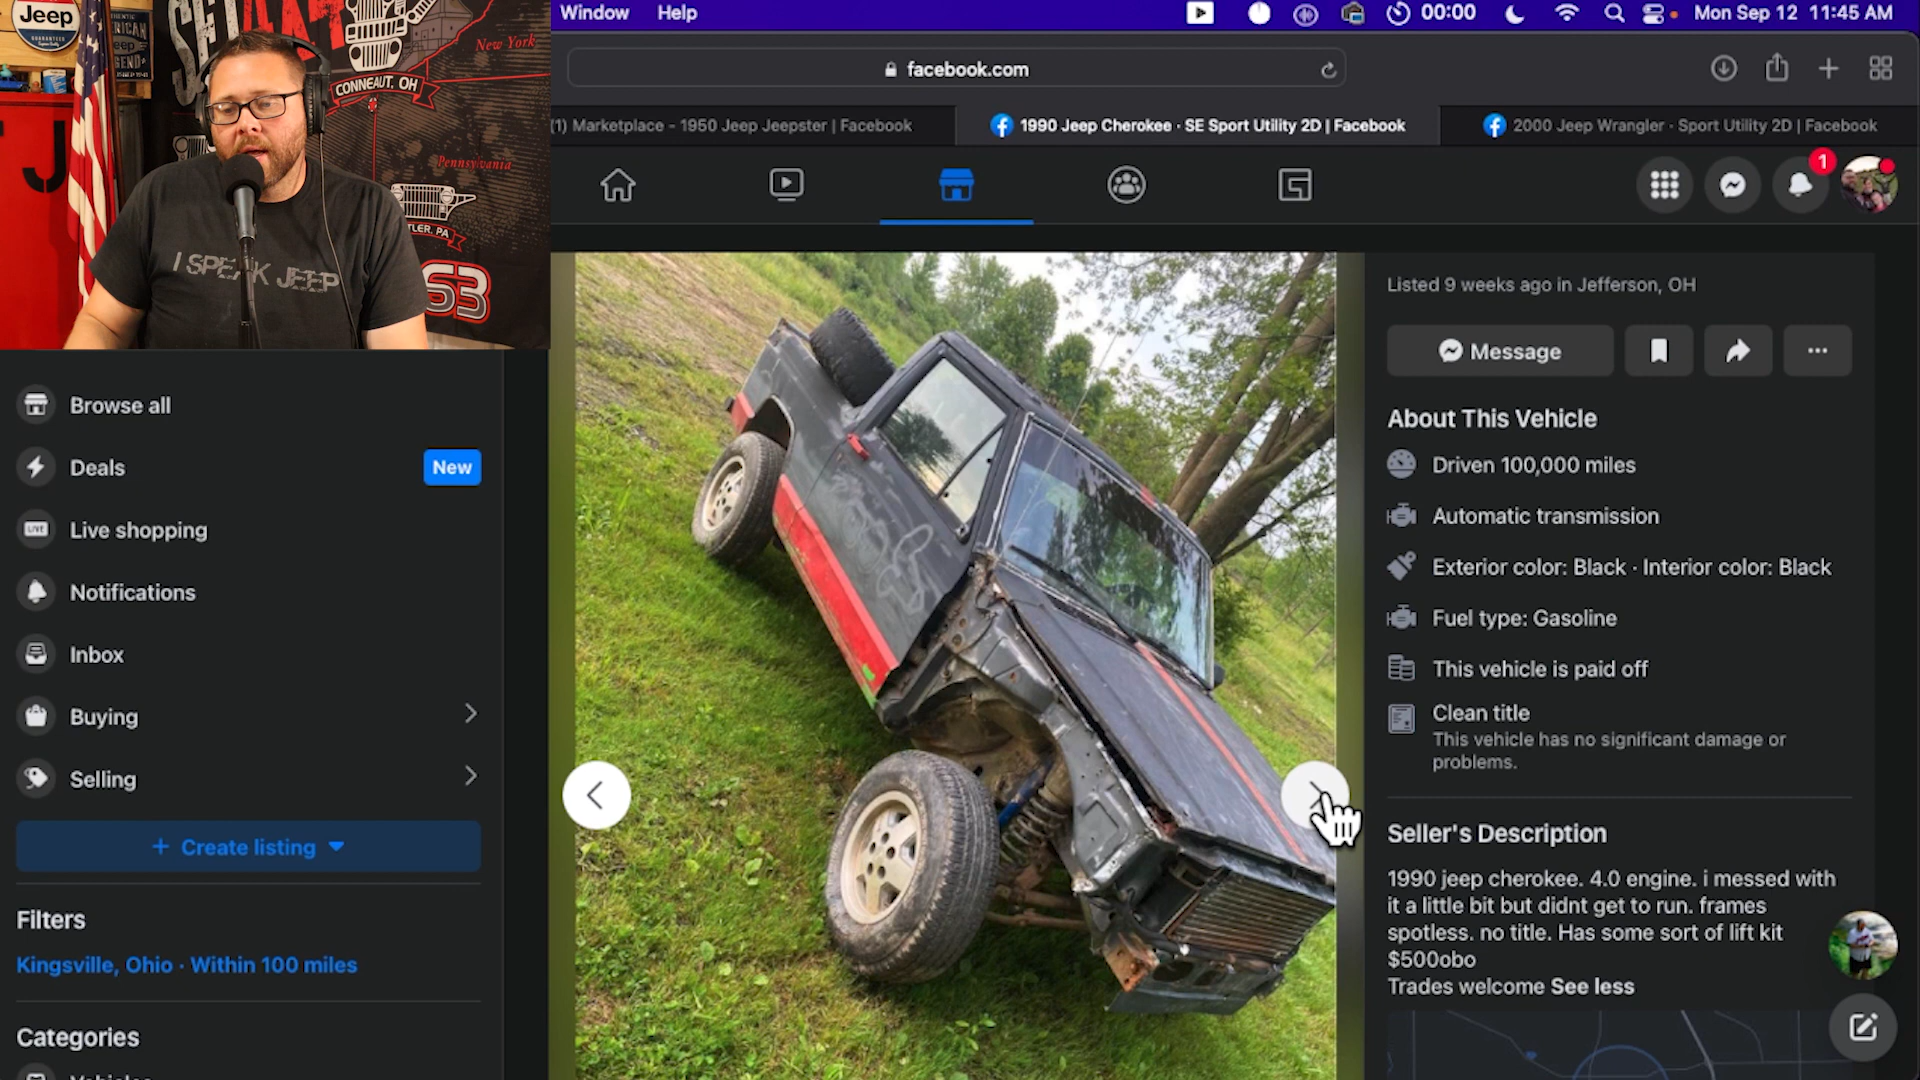 Window Help 00:00 Mon Sep 12 11:45 AM
facebook.com
(1) Marketplace - 1950 Jeep Jeepster | Facebook
1990 Jeep Cherokee · SE Sport Utility 2D | Facebook
2000 Jeep Wrangler · Sport Utility 2D | Facebook
1
Jeep
New York
CONNEAUT, OH
Pennsylvania
TLER, PA
63
I SPEAK JEEP
Browse all
Deals New
LIVE Live shopping
Notifications
Inbox
Buying
Selling
+ Create listing
Filters
Kingsville, Ohio · Within 100 miles
Categories
Listed 9 weeks ago in Jefferson, OH
Message
About This Vehicle
Driven 100,000 miles
Automatic transmission
Exterior color: Black · Interior color: Black
Fuel type: Gasoline
This vehicle is paid off
Clean title
This vehicle has no significant damage or
problems.
Seller's Description
1990 jeep cherokee. 4.0 engine. i messed with
it a little bit but didnt get to run. frames
spotless. no title. Has some sort of lift kit
$500obo
Trades welcome See less